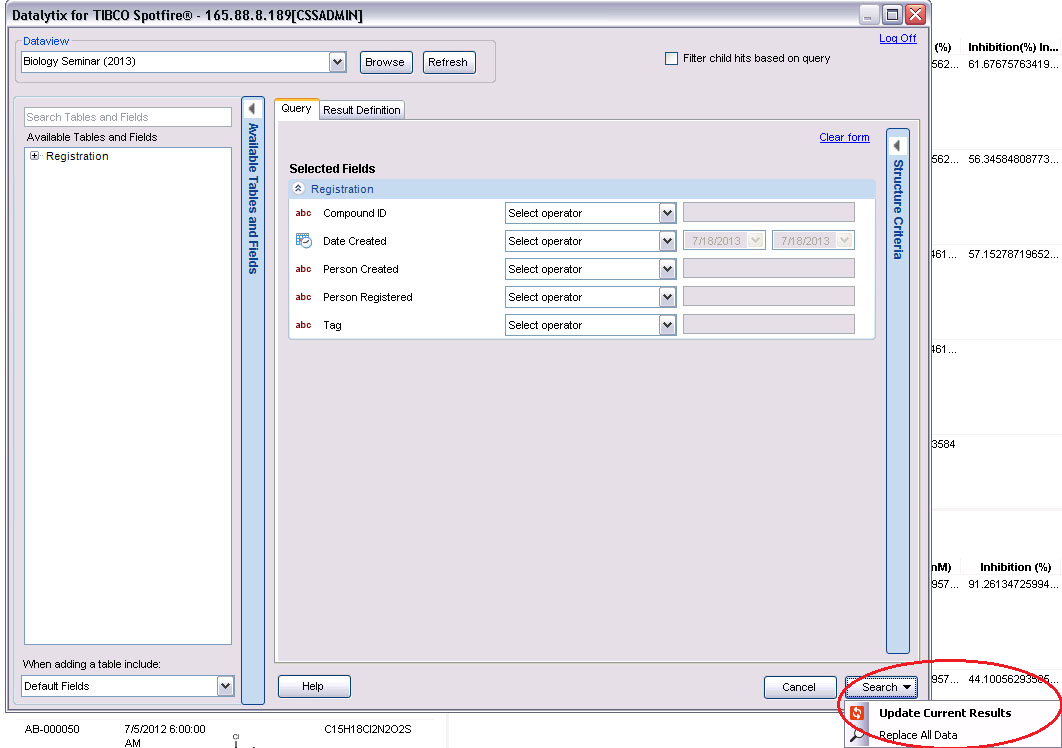 Datalytix for TIBCO Spotfire® - 165.88.8.189[CSSADMIN]
Log Off
Dataview
Biology Seminar (2013)
Browse
Refresh
Filter child hits based on query
(%) Inhibition(%) In...
562... 61.67675763419...
Search Tables and Fields
Available Tables and Fields
Registration
Available Tables and Fields
Query
Result Definition
Clear form
Structure Criteria
Selected Fields
Registration
abc Compound ID Select operator
Date Created Select operator 7/18/2013 7/18/2013
abc Person Created Select operator
abc Person Registered Select operator
abc Tag Select operator
562... 56.34584808773...
461... 57.15278719652...
461...
3584
nM) Inhibition (%)
957... 91.26134725994...
957... 44.10056293585...
When adding a table include:
Default Fields
Help
Cancel
Search
Update Current Results
Replace All Data
AB-000050 7/5/2012 6:00:00 C15H18Cl2N2O2S
AM
Cl